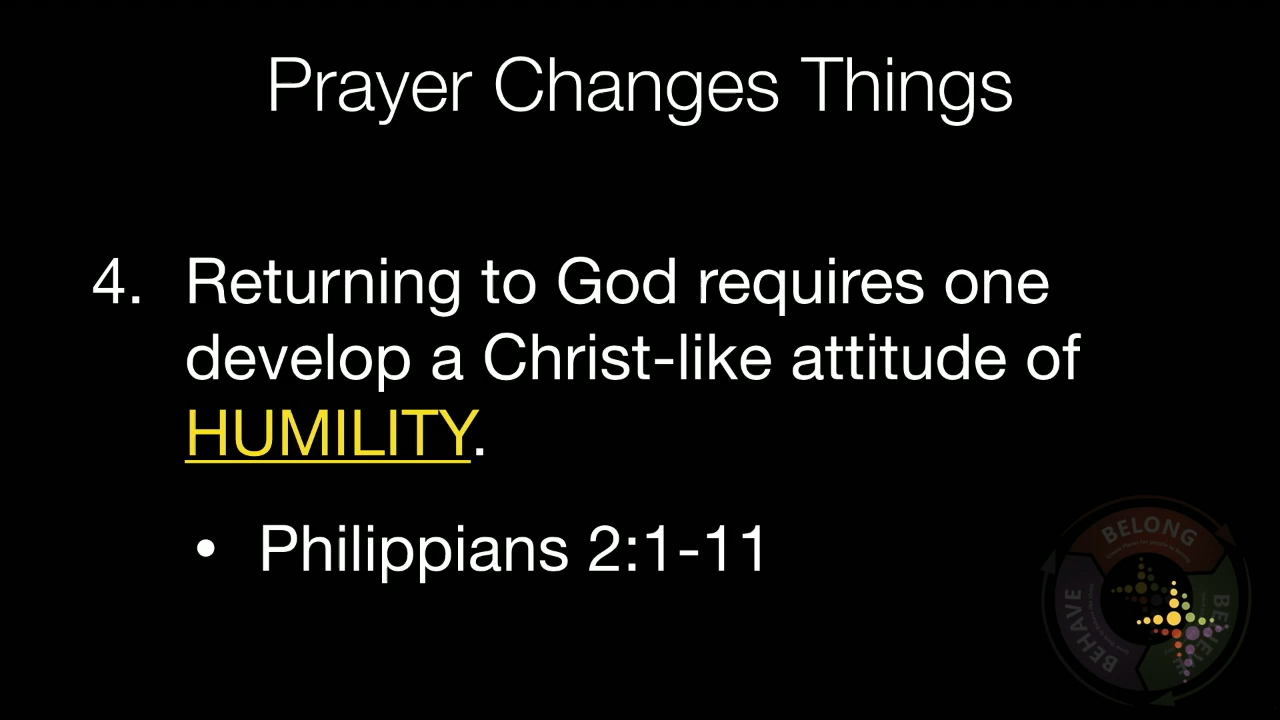 Prayer Changes Things
4. Returning to God requires one
develop a Christ-like attitude of
HUMILITY.
• Philippians 2:1-11
BELONG
BEHAVE
BELIEVE